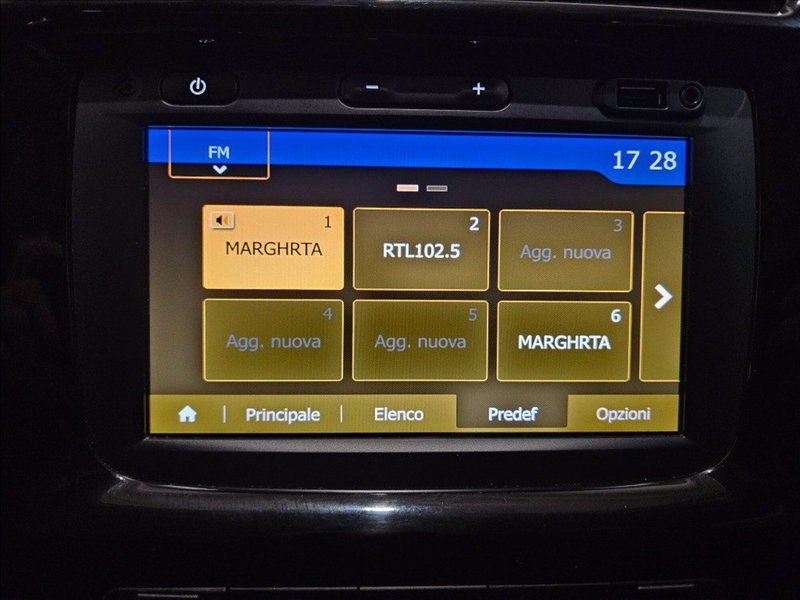 FM
17 28
1
MARGHRTA
2
RTL102.5
3
Agg. nuova
4
Agg. nuova
5
Agg. nuova
6
MARGHRTA
Principale
Elenco
Predef
Opzioni